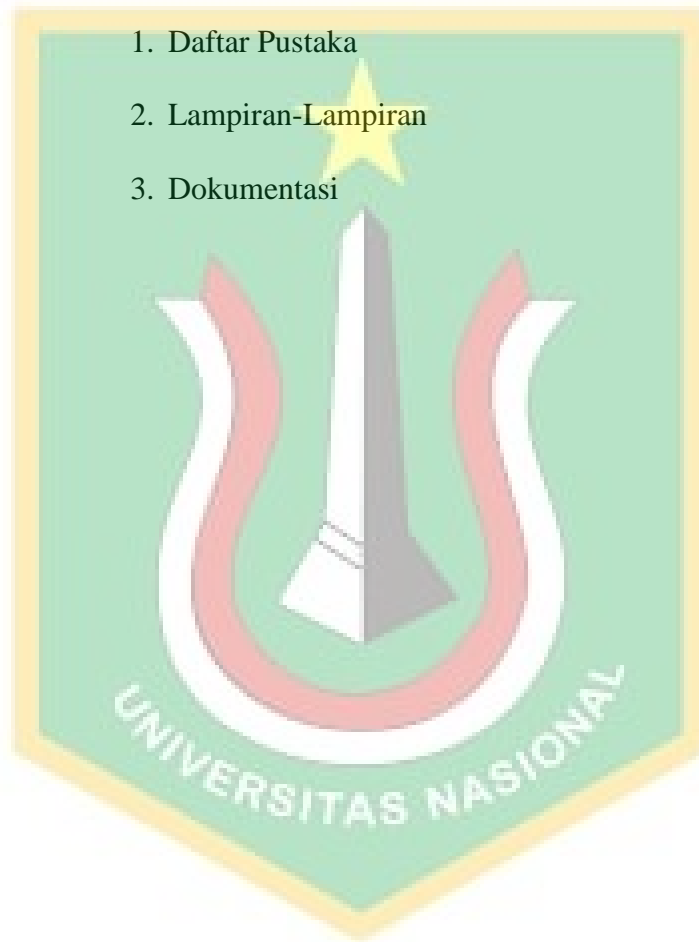 1. Daftar Pustaka
2. Lampiran-Lampiran
3. Dokumentasi
UNIVERSITAS NASIONAL